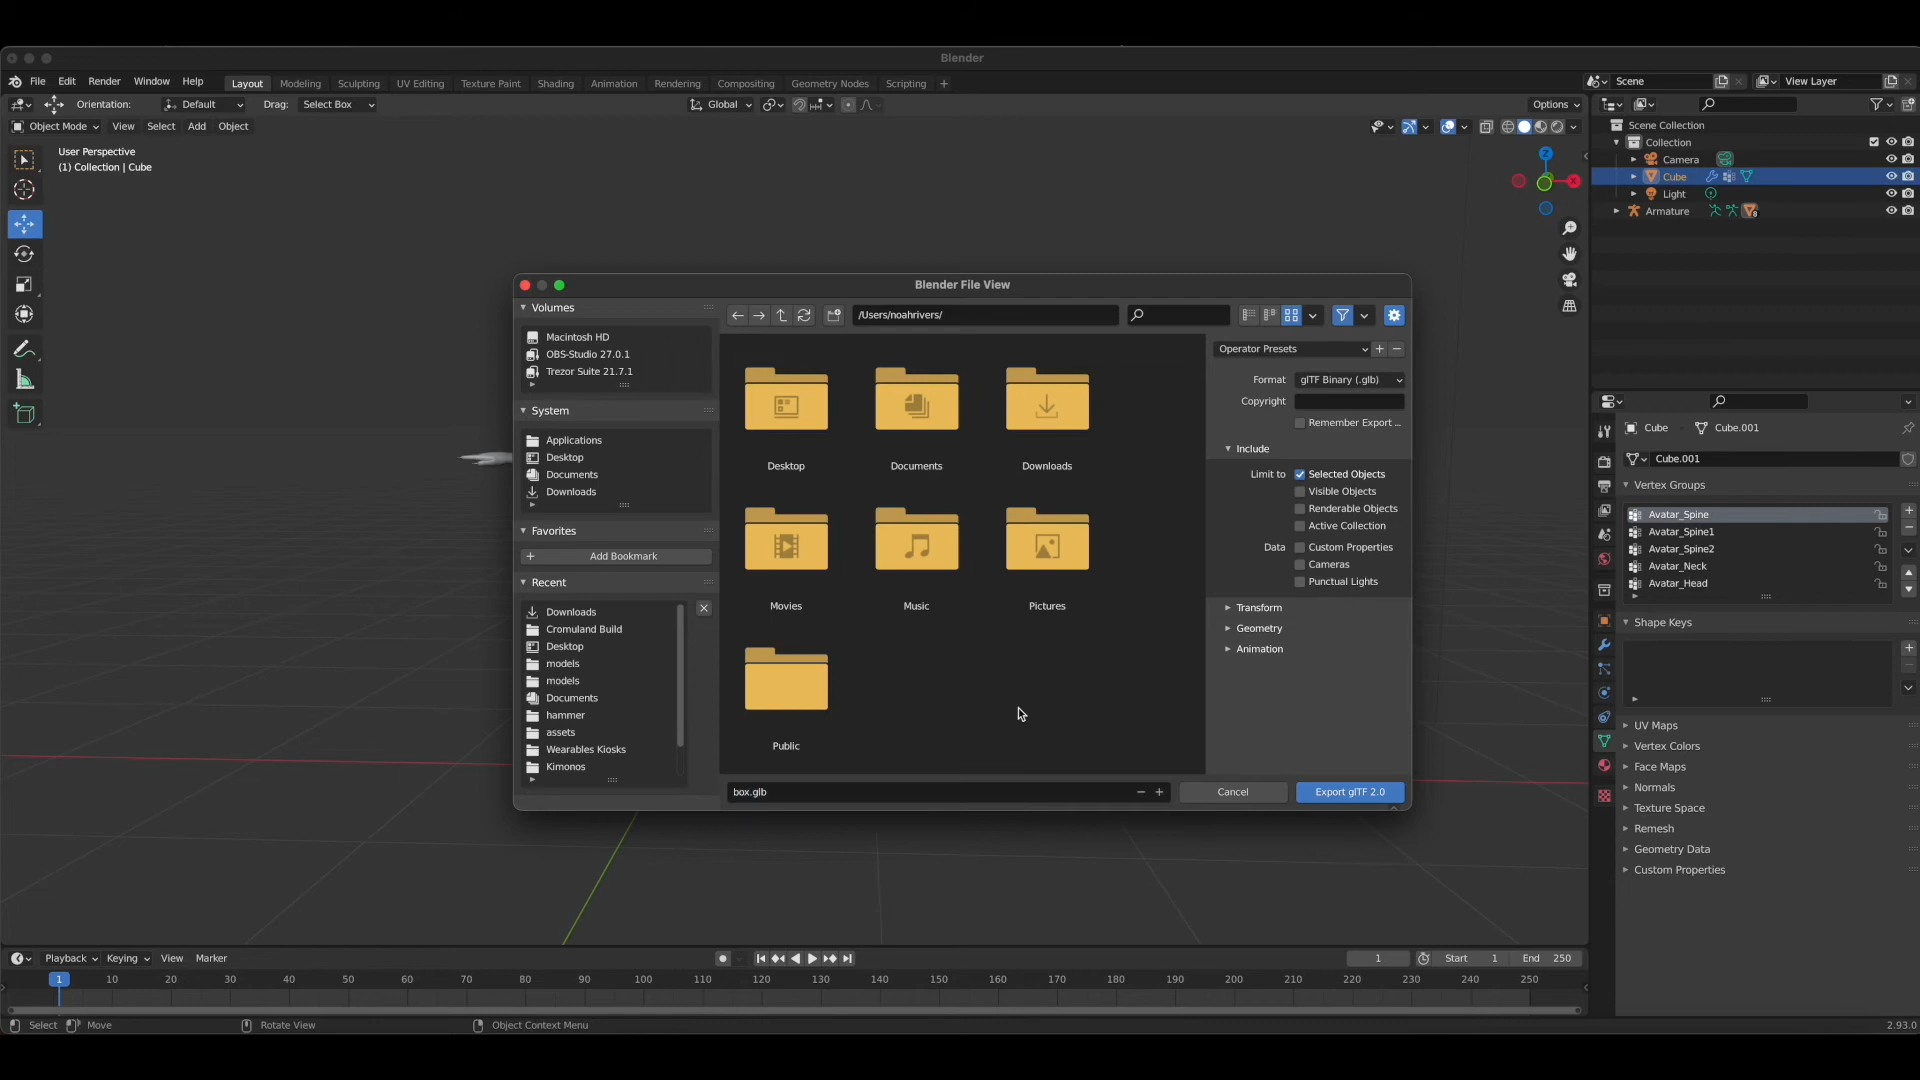 Blender
File Edit Render Window Help Layout Modeling Sculpting UV Editing Texture Paint Shading Animation Rendering Compositing Geometry Nodes Scripting + Scene View Layer
Orientation: Default Drag: Select Box Global Options
Object Mode View Select Add Object
User Perspective
(1) Collection | Cube
Z
X
Scene Collection
Collection
Camera
Cube
Light
Armature
8
Blender File View
Volumes
Macintosh HD
OBS-Studio 27.0.1
Trezor Suite 21.7.1
System
Applications
Desktop
Documents
Downloads
Favorites
+ Add Bookmark
Recent
Downloads
Cromuland Build
Desktop
models
models
Documents
hammer
assets
Wearables Kiosks
Kimonos
/Users/noahrivers/
Desktop Documents Downloads
Movies Music Pictures
Public
Operator Presets
Format glTF Binary (.glb)
Copyright
Remember Export ...
Include
Limit to Selected Objects
Visible Objects
Renderable Objects
Active Collection
Data Custom Properties
Cameras
Punctual Lights
Transform
Geometry
Animation
box.glb Cancel Export glTF 2.0
Cube Cube.001
Cube.001
Vertex Groups
Avatar_Spine
Avatar_Spine1
Avatar_Spine2
Avatar_Neck
Avatar_Head
Shape Keys
UV Maps
Vertex Colors
Face Maps
Normals
Texture Space
Remesh
Geometry Data
Custom Properties
Playback Keying View Marker 1 Start 1 End 250
1 10 20 30 40 50 60 70 80 90 100 110 120 130 140 150 160 170 180 190 200 210 220 230 240 250
Select Move Rotate View Object Context Menu 2.93.0